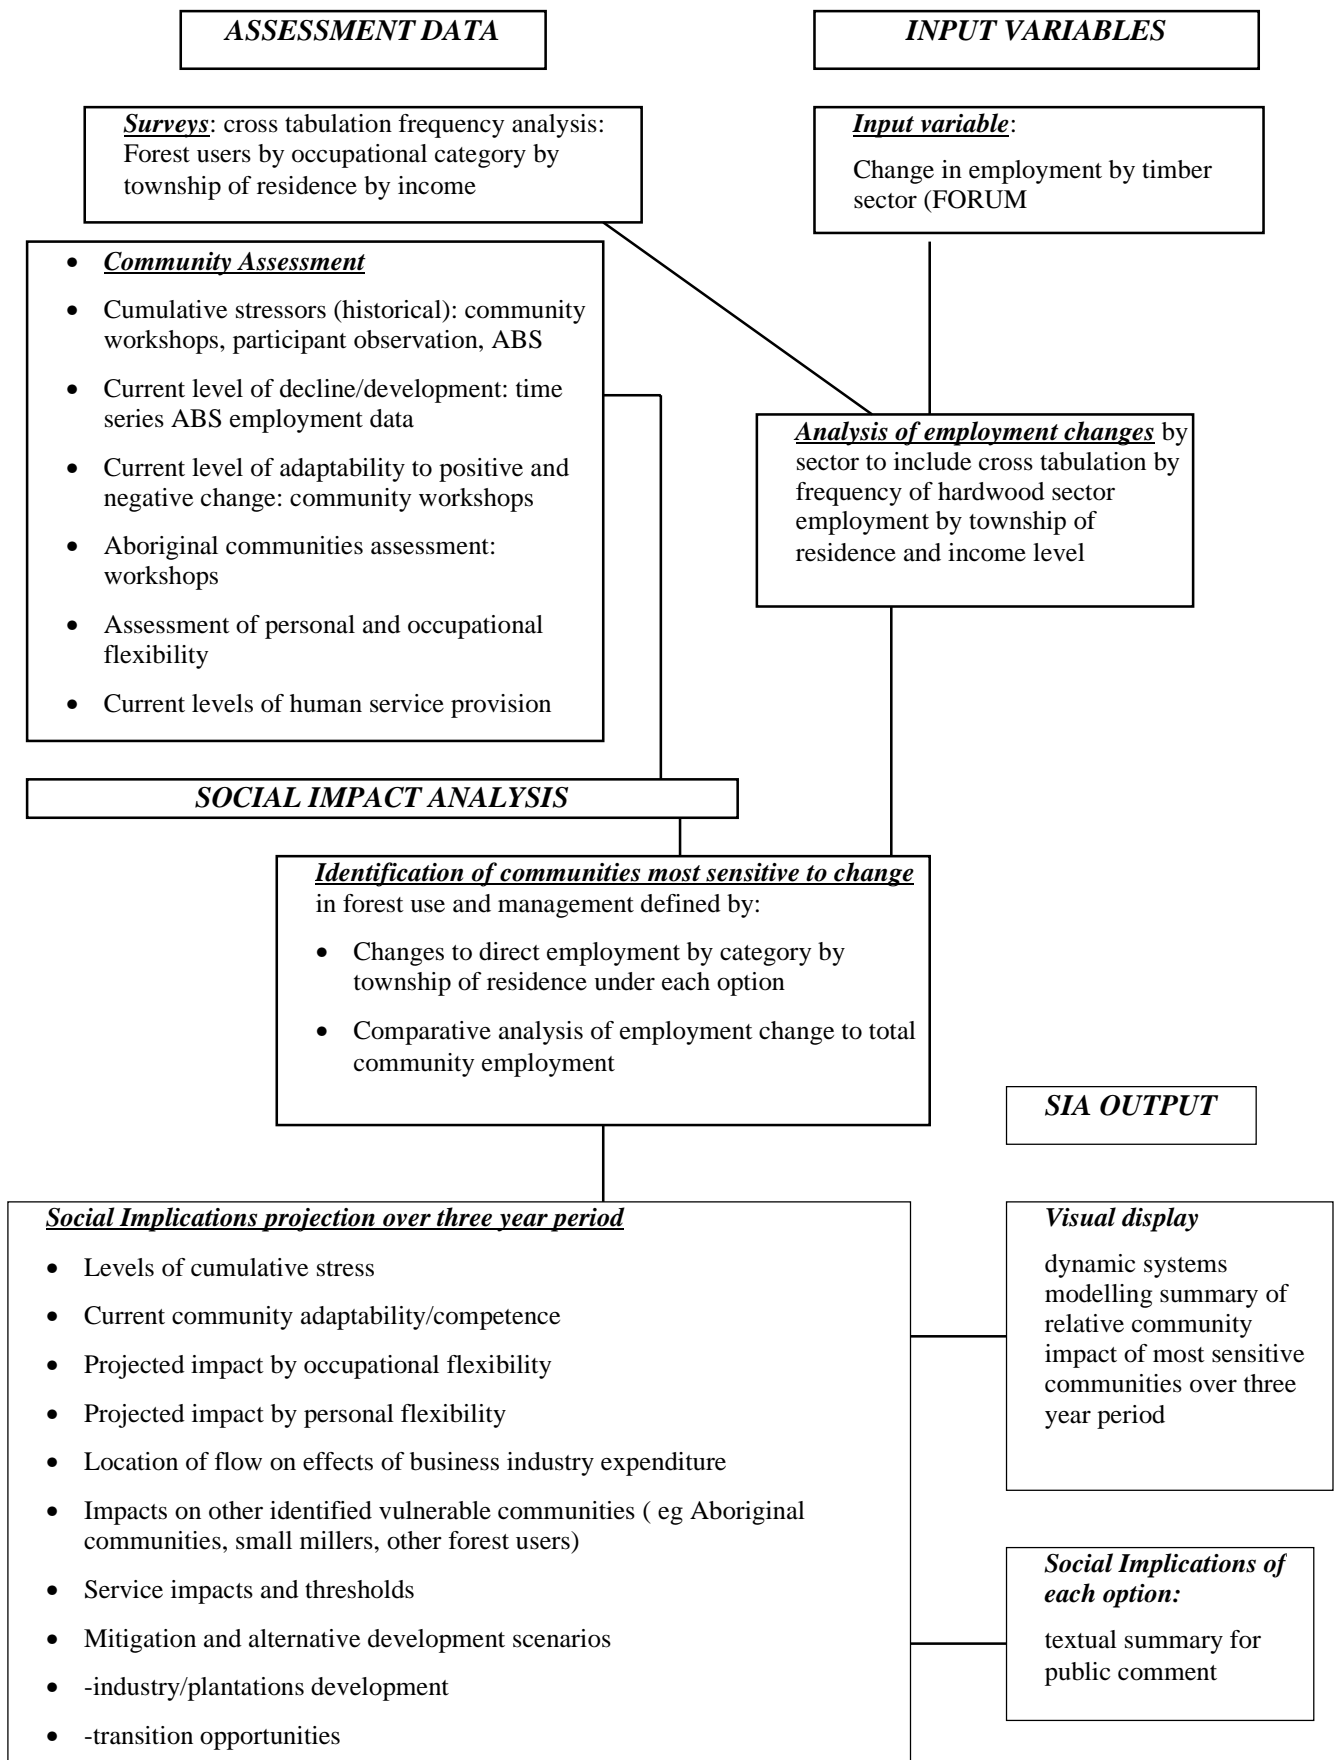 ASSESSMENT DATA
INPUT VARIABLES
Surveys: cross tabulation frequency analysis:
Forest users by occupational category by
township of residence by income
Input variable:
Change in employment by timber
sector (FORUM
• Community Assessment
• Cumulative stressors (historical): community
workshops, participant observation, ABS
• Current level of decline/development: time
series ABS employment data
• Current level of adaptability to positive and
negative change: community workshops
• Aboriginal communities assessment:
workshops
• Assessment of personal and occupational
flexibility
• Current levels of human service provision
Analysis of employment changes by
sector to include cross tabulation by
frequency of hardwood sector
employment by township of
residence and income level
SOCIAL IMPACT ANALYSIS
Identification of communities most sensitive to change
in forest use and management defined by:
• Changes to direct employment by category by
township of residence under each option
• Comparative analysis of employment change to total
community employment
SIA OUTPUT
Social Implications projection over three year period
• Levels of cumulative stress
• Current community adaptability/competence
• Projected impact by occupational flexibility
• Projected impact by personal flexibility
• Location of flow on effects of business industry expenditure
• Impacts on other identified vulnerable communities ( eg Aboriginal
communities, small millers, other forest users)
• Service impacts and thresholds
• Mitigation and alternative development scenarios
• -industry/plantations development
• -transition opportunities
Visual display
dynamic systems
modelling summary of
relative community
impact of most sensitive
communities over three
year period
Social Implications of
each option:
textual summary for
public comment